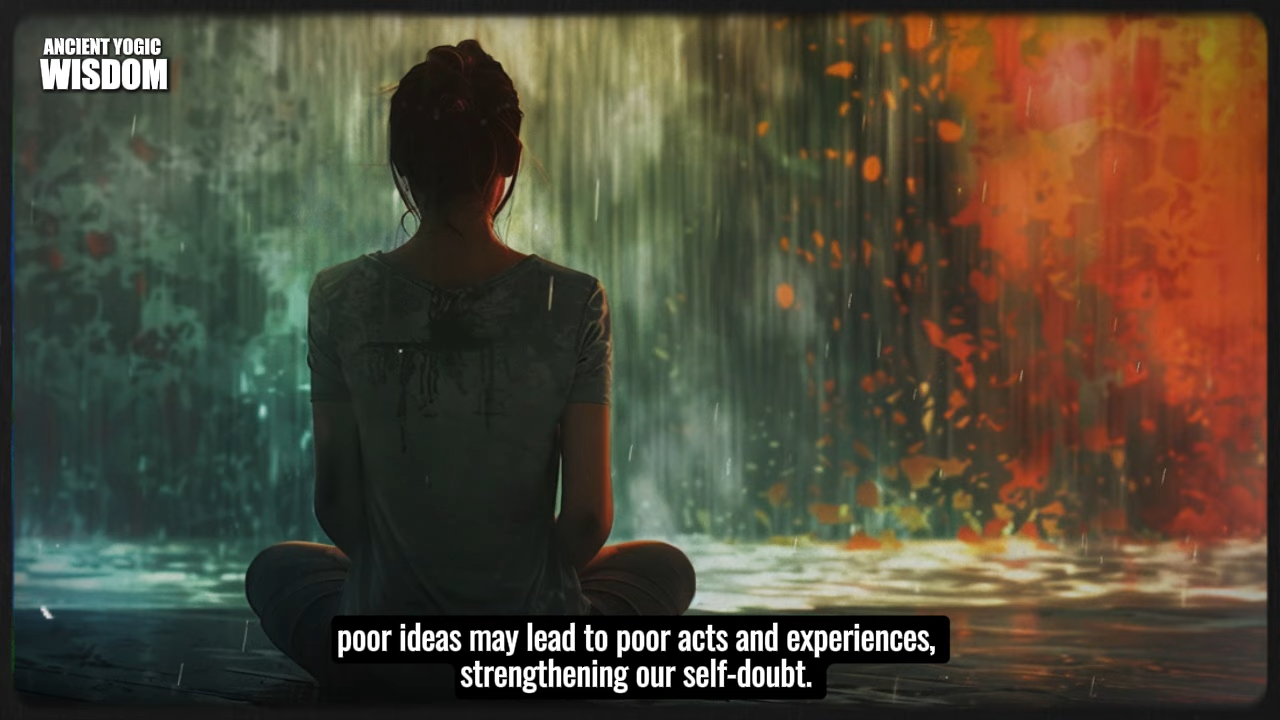 ANCIENT YOGIC
WISDOM
poor ideas may lead to poor acts and experiences,
strengthening our self-doubt.